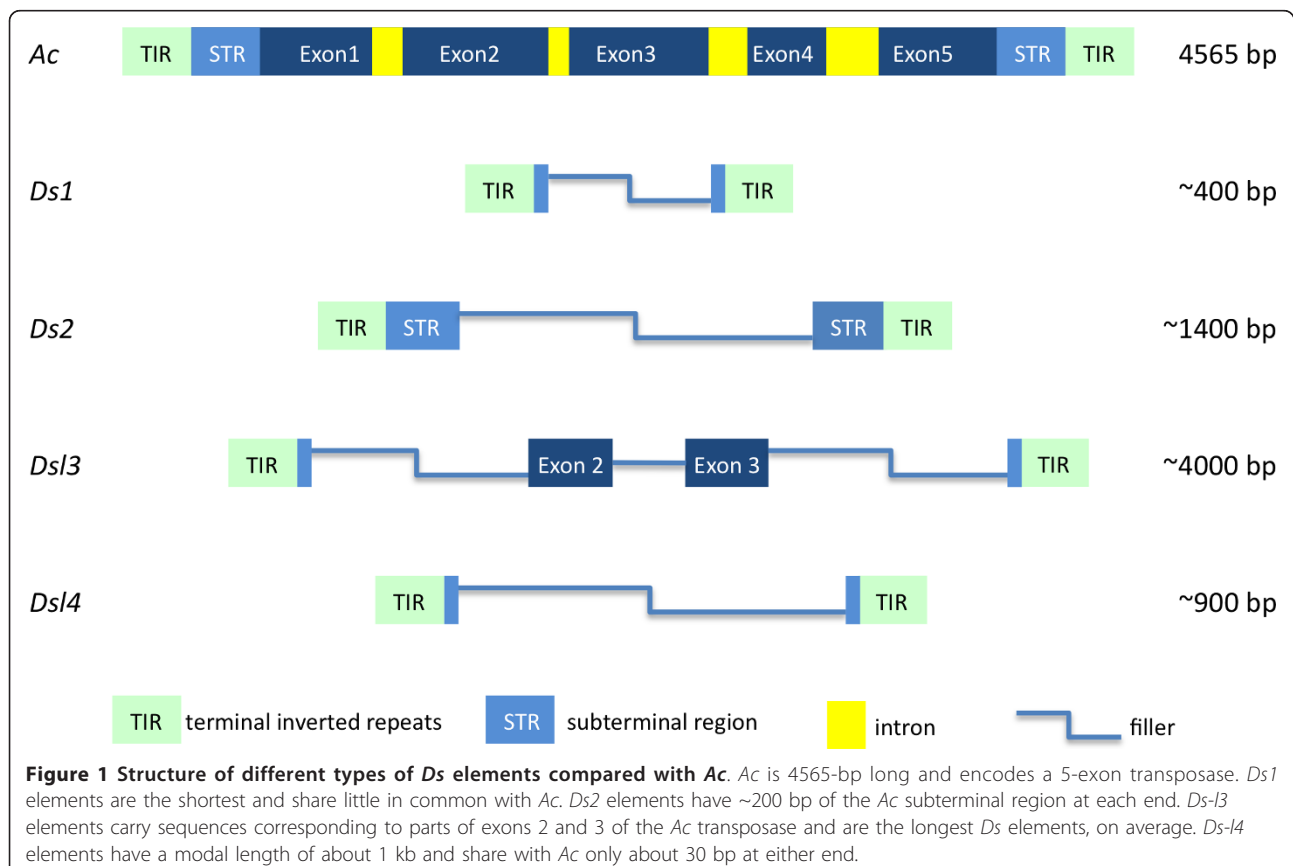 Ac TIR STR Exon1 Exon2 Exon3 Exon4 Exon5 STR TIR 4565 bp
Ds1 TIR TIR ~400 bp
Ds2 TIR STR STR TIR ~1400 bp
Dsl3 TIR Exon 2 Exon 3 TIR ~4000 bp
Dsl4 TIR TIR ~900 bp
TIR terminal inverted repeats STR subterminal region intron filler
Figure 1 Structure of different types of Ds elements compared with Ac. Ac is 4565-bp long and encodes a 5-exon transposase. Ds1
elements are the shortest and share little in common with Ac. Ds2 elements have ~200 bp of the Ac subterminal region at each end. Ds-l3
elements carry sequences corresponding to parts of exons 2 and 3 of the Ac transposase and are the longest Ds elements, on average. Ds-l4
elements have a modal length of about 1 kb and share with Ac only about 30 bp at either end.